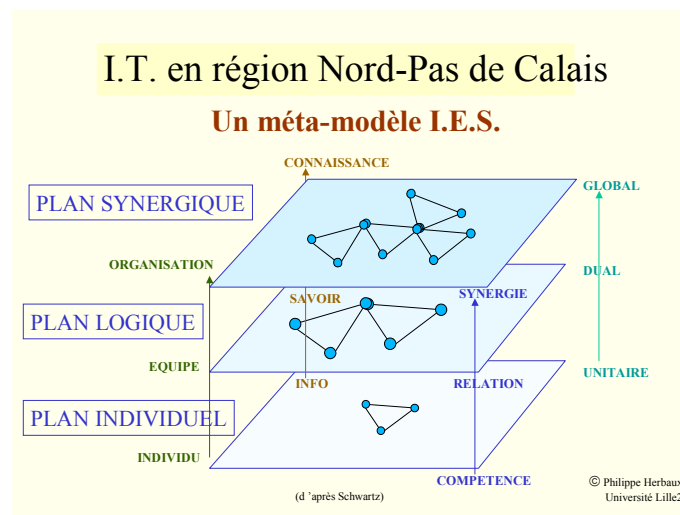 I.T. en région Nord-Pas de Calais
Un méta-modèle I.E.S.
CONNAISSANCE
GLOBAL
PLAN SYNERGIQUE
ORGANISATION
DUAL
SAVOIR
SYNERGIE
PLAN LOGIQUE
EQUIPE
UNITAIRE
INFO
RELATION
PLAN INDIVIDUEL
INDIVIDU
COMPETENCE
(d 'après Schwartz)
© Philippe Herbaux
Université Lille2